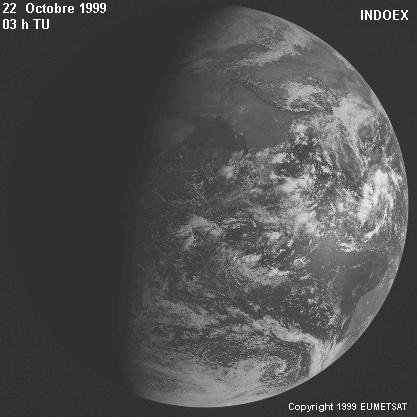 22 Octobre 1999
03 h TU
INDOEX
Copyright 1999 EUMETSAT